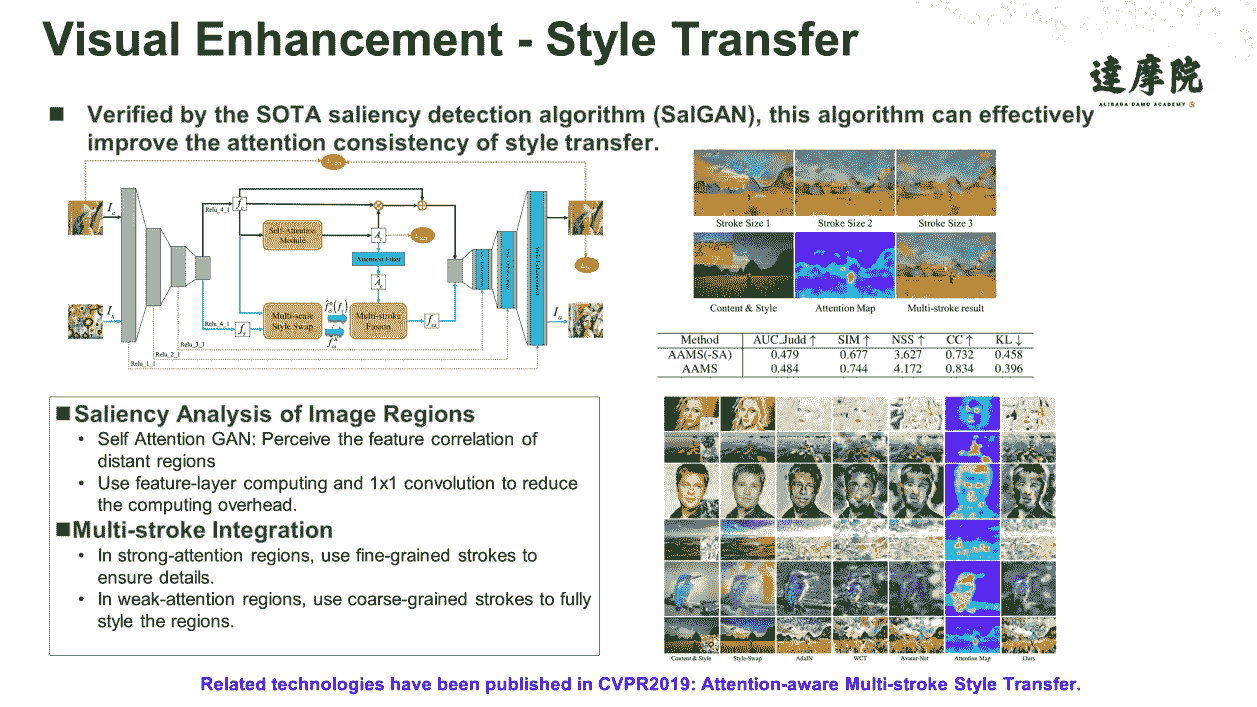 Visual Enhancement - Style Transfer
達摩院
ALIBABA DAMO ACADEMY
■ Verified by the SOTA saliency detection algorithm (SalGAN), this algorithm can effectively
improve the attention consistency of style transfer.
I_c
Relu_4_1
f_c
Self-Attention
Module
A_c
Attention Filter
A_c
I_s
Relu_4_1
f_s
Multi-scale
Style Swap
Multi-stroke
Fusion
f_cs
I_o
Relu_3_1
Relu_2_1
Relu_1_1
Stroke Size 1
Stroke Size 2
Stroke Size 3
Content & Style
Attention Map
Multi-stroke result
Method AUC.Judd ↑ SIM ↑ NSS ↑ CC ↑ KL ↓
AAMS(-SA) 0.479 0.677 3.627 0.732 0.458
AAMS 0.484 0.744 4.172 0.834 0.396
■Saliency Analysis of Image Regions
• Self Attention GAN: Perceive the feature correlation of
distant regions
• Use feature-layer computing and 1x1 convolution to reduce
the computing overhead.
■Multi-stroke Integration
• In strong-attention regions, use fine-grained strokes to
ensure details.
• In weak-attention regions, use coarse-grained strokes to fully
style the regions.
Content & Style
Style-Swap
AdaIN
WCT
Avatar-Net
Attention Map
Ours
Related technologies have been published in CVPR2019: Attention-aware Multi-stroke Style Transfer.